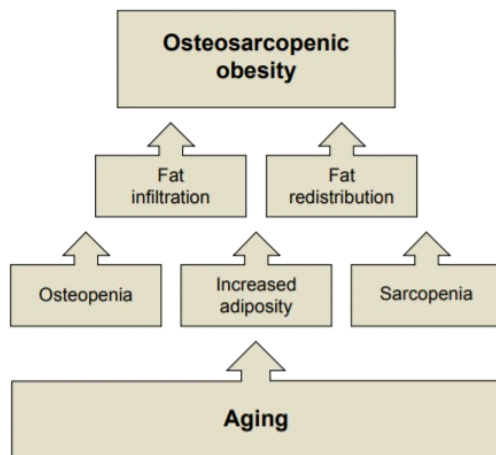 Osteosarcopenic
obesity
Fat
infiltration
Fat
redistribution
Osteopenia
Increased
adiposity
Sarcopenia
Aging